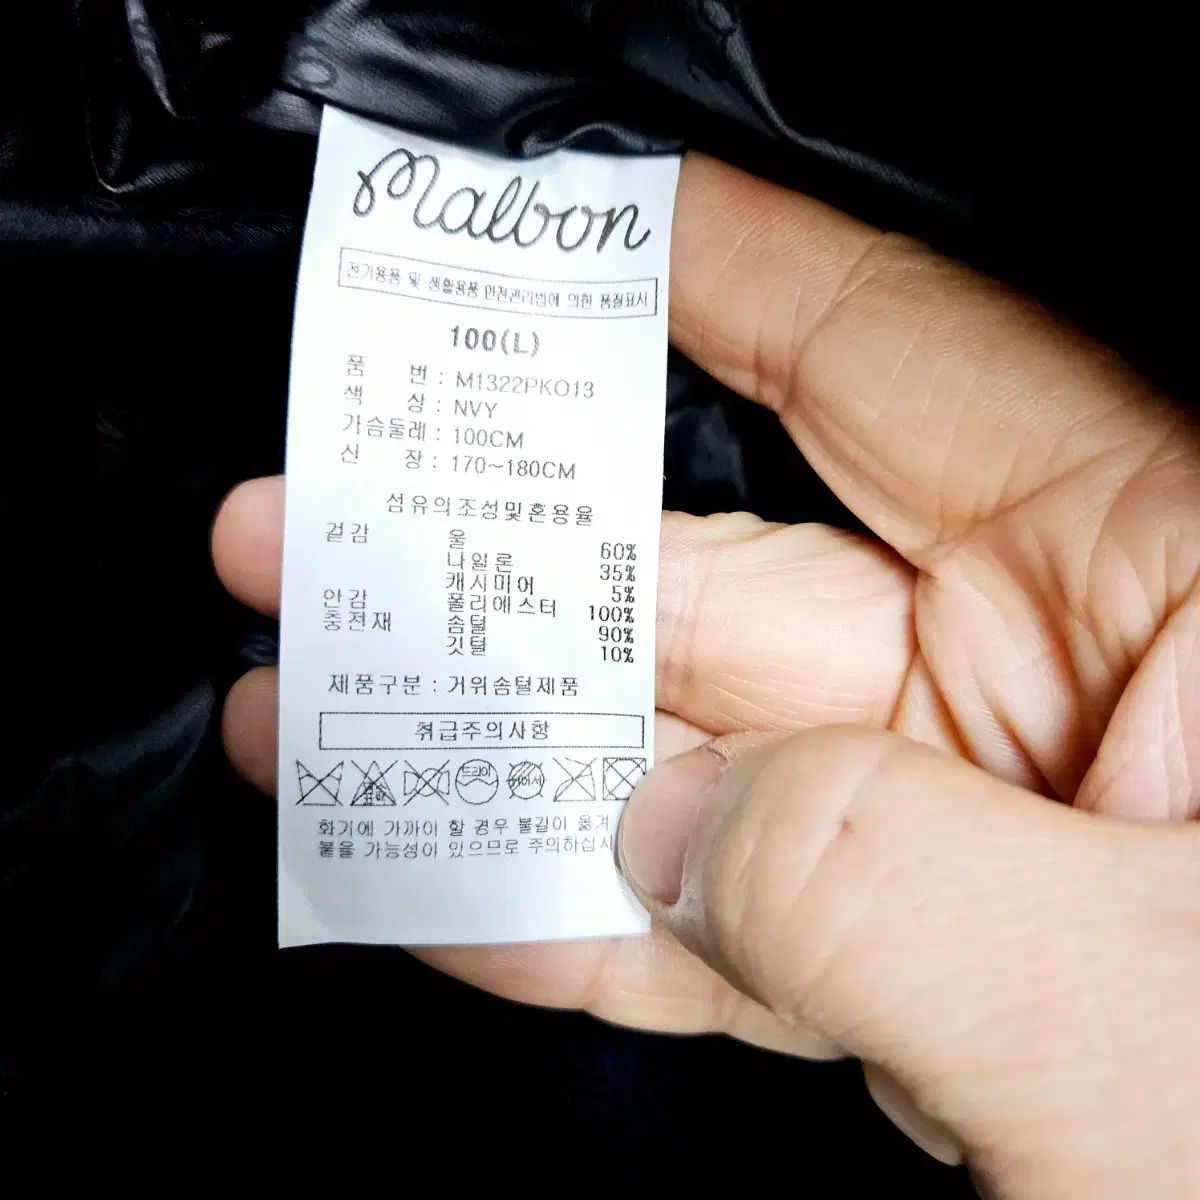 malbon
전기용품 및 생활용품 안전관리법에 의한 품질표시
100(L)
품 번 : M1322PKO13
색 상 : NVY
가슴둘레 : 100CM
신 장 : 170~180CM
섬유의조성및혼용율
겉감 울 60%
나일론 35%
캐시미어 5%
안감 폴리에스터 100%
충전재 솜털 90%
깃털 10%
제품구분 : 거위솜털제품
취급주의사항
드라이
화기에 가까이 할 경우 불길이 옮겨
붙을 가능성이 있으므로 주의하십시